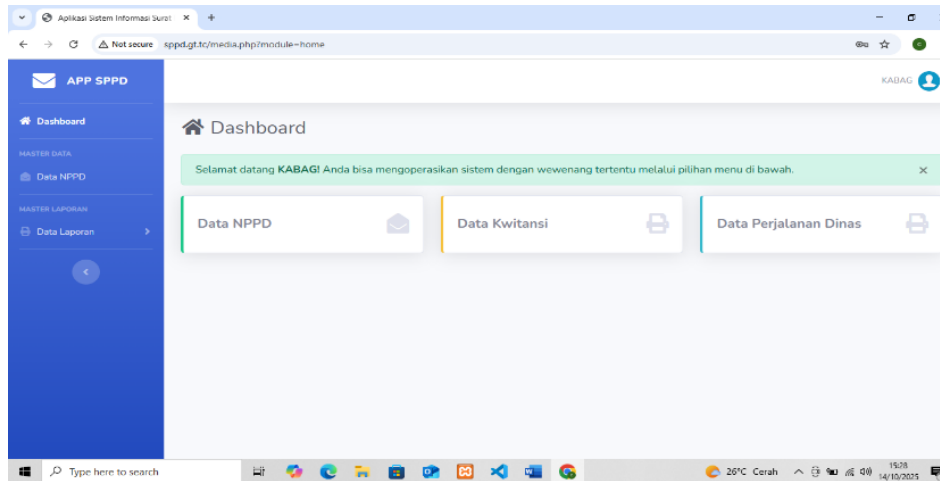 Aplikasi Sistem Informasi Surat
Not secure sppd.gt.tc/media.php?module=home
APP SPPD
KABAG
Dashboard
Dashboard
MASTER DATA
Selamat datang KABAG! Anda bisa mengoperasikan sistem dengan wewenang tertentu melalui pilihan menu di bawah.
Data NPPD
MASTER LAPORAN
Data Laporan
Data NPPD
Data Kwitansi
Data Perjalanan Dinas
Type here to search
26°C Cerah
15:28
14/10/2025